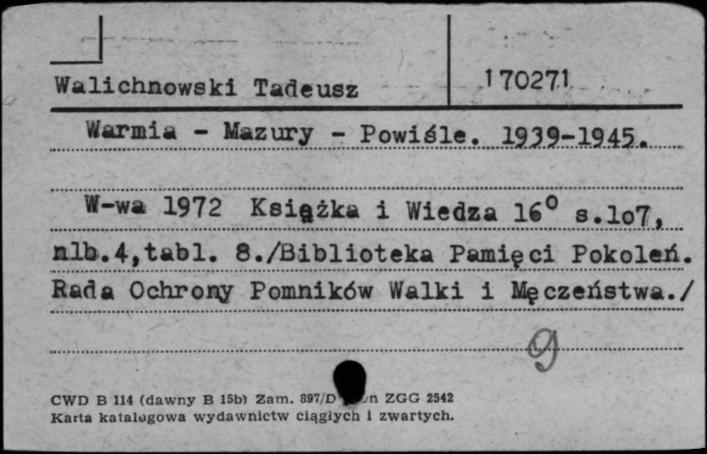 Walichnowski Tadeusz 170271
Warmia - Mazury - Powiśle. 1939-1945.
W-wa 1972 Książka i Wiedza 16° s.1o7,
nlb.4,tabl. 8./Biblioteka Pamięci Pokoleń.
Rada Ochrony Pomników Walki i Męczeństwa./
g
CWD B 114 (dawny B 15b) Zam. 897/D ZGG 2542
Karta katalogowa wydawnictw ciągłych i zwartych.